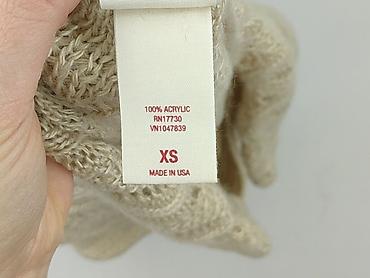 100% ACRYLIC
RN17730
VN1047839
XS
MADE IN USA